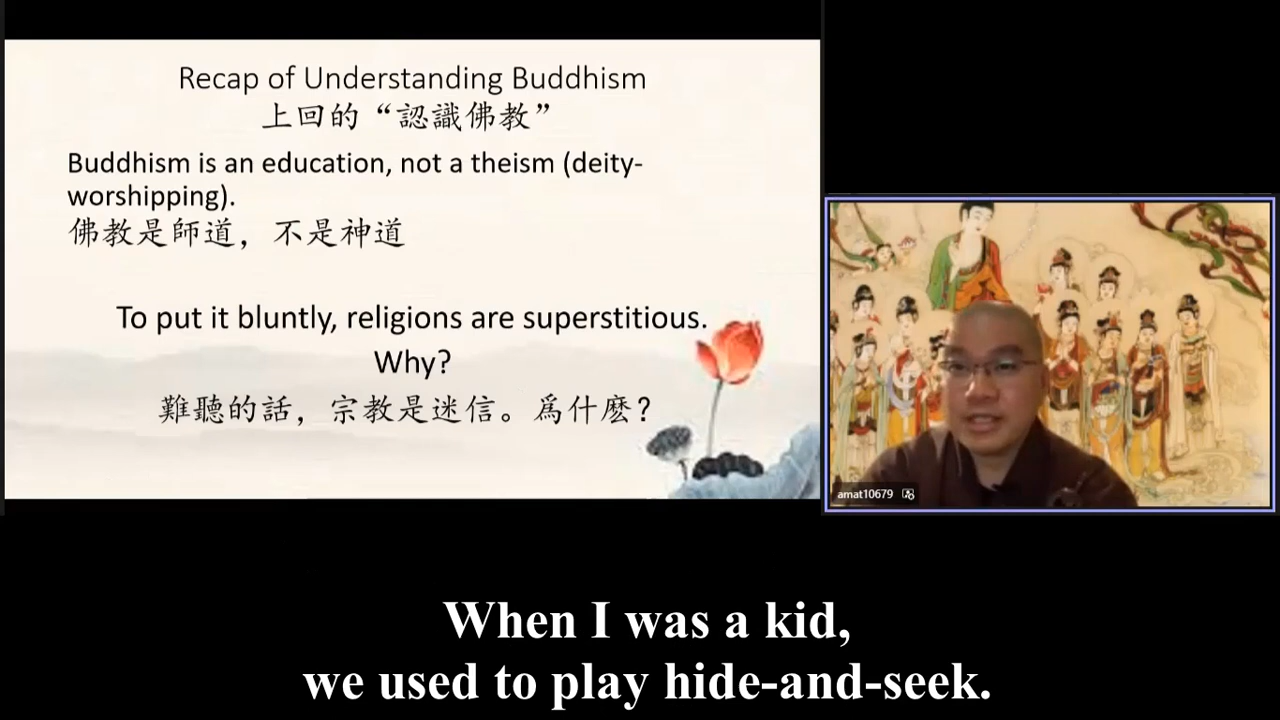 Recap of Understanding Buddhism
上回的“認識佛教”
Buddhism is an education, not a theism (deity-
worshipping).
佛教是師道，不是神道
To put it bluntly, religions are superstitious.
Why?
難聽的話，宗教是迷信。爲什麽？
amat10679
When I was a kid,
we used to play hide-and-seek.